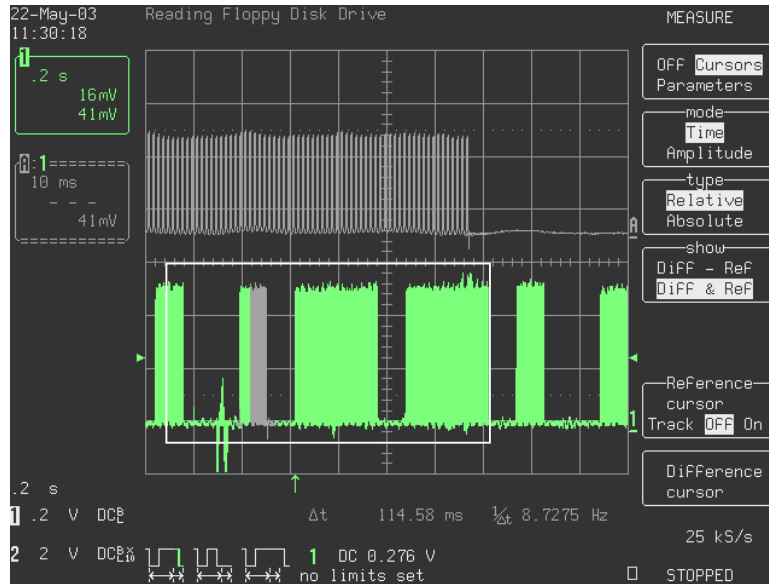 22-May-03
11:30:18
Reading Floppy Disk Drive
MEASURE
1
.2 s
16mV
41mV
A:1
10 ms
- - -
41mV
OFF Cursors
Parameters
mode
Time
Amplitude
type
Relative
Absolute
show
Diff - Ref
Diff & Ref
Reference
cursor
Track OFF On
Difference
cursor
A
1
.2 s
1 .2 V DC
Δt 114.58 ms 1/Δt 8.7275 Hz
25 kS/s
2 2 V DC X10
1 DC 0.276 V
no limits set
STOPPED